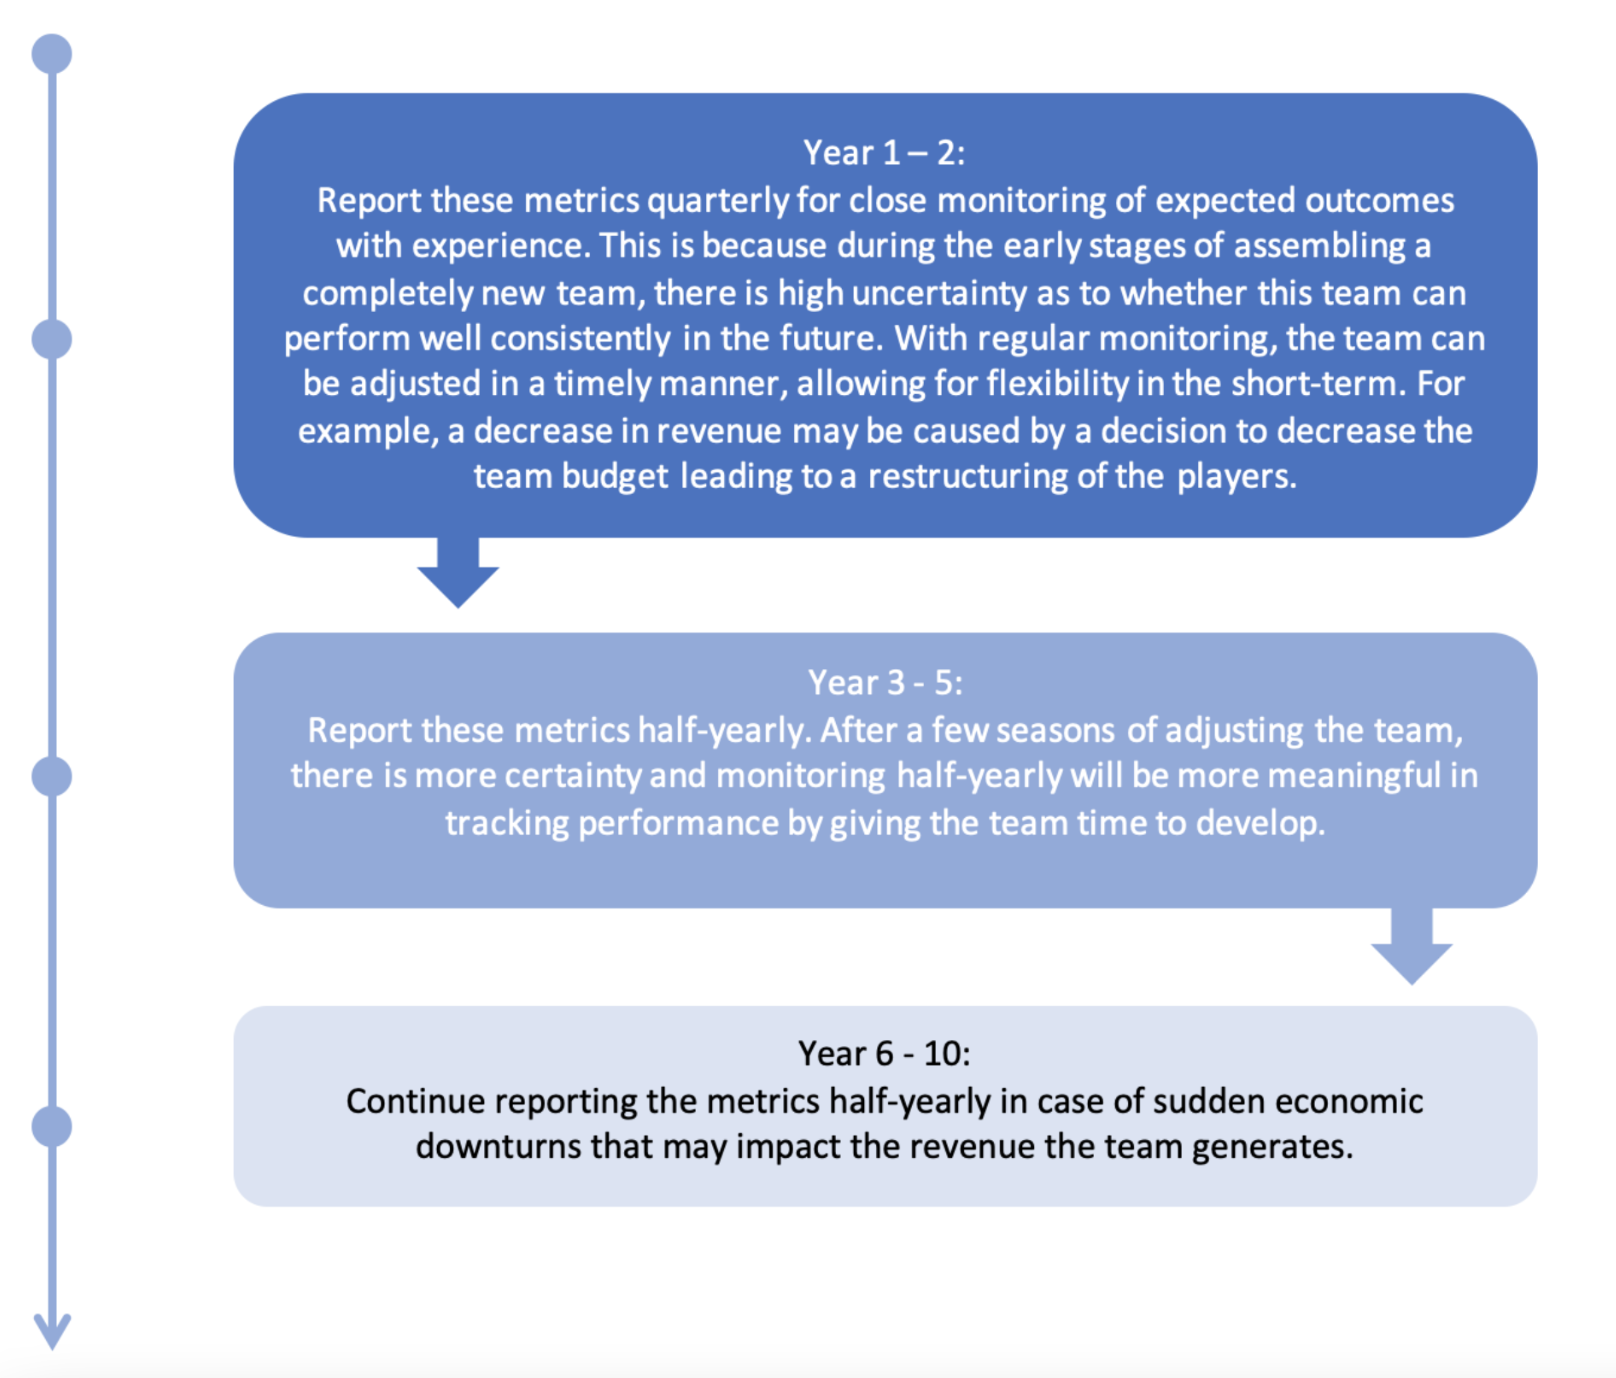 Year 1 – 2:
Report these metrics quarterly for close monitoring of expected outcomes
with experience. This is because during the early stages of assembling a
completely new team, there is high uncertainty as to whether this team can
perform well consistently in the future. With regular monitoring, the team can
be adjusted in a timely manner, allowing for flexibility in the short-term. For
example, a decrease in revenue may be caused by a decision to decrease the
team budget leading to a restructuring of the players.
Year 3 - 5:
Report these metrics half-yearly. After a few seasons of adjusting the team,
there is more certainty and monitoring half-yearly will be more meaningful in
tracking performance by giving the team time to develop.
Year 6 - 10:
Continue reporting the metrics half-yearly in case of sudden economic
downturns that may impact the revenue the team generates.